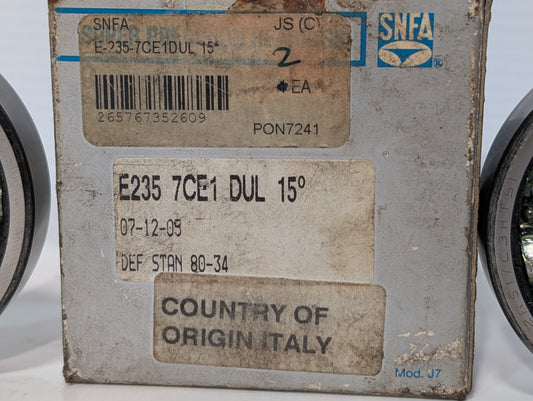 SNFA
JS (C)
E-235-7CE1DUL 15°
2
EA
265767352609
PON7241
SNFA
®
E235 7CE1 DUL 15°
07-12-05
DEF STAN 80-34
COUNTRY OF
ORIGIN ITALY
Mod. J7